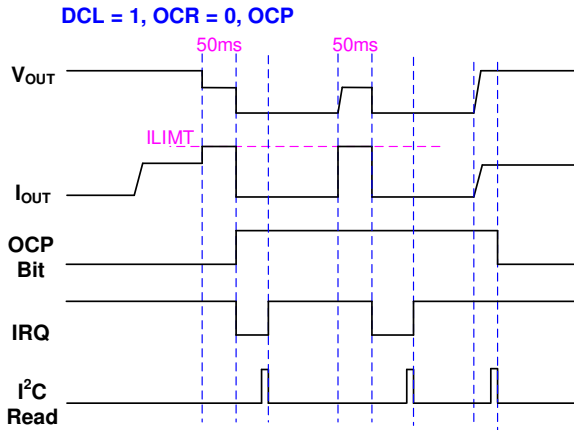 DCL = 1, OCR = 0, OCP
50ms 50ms
VOUT
ILIMT
IOUT
OCP
Bit
IRQ
I²C
Read